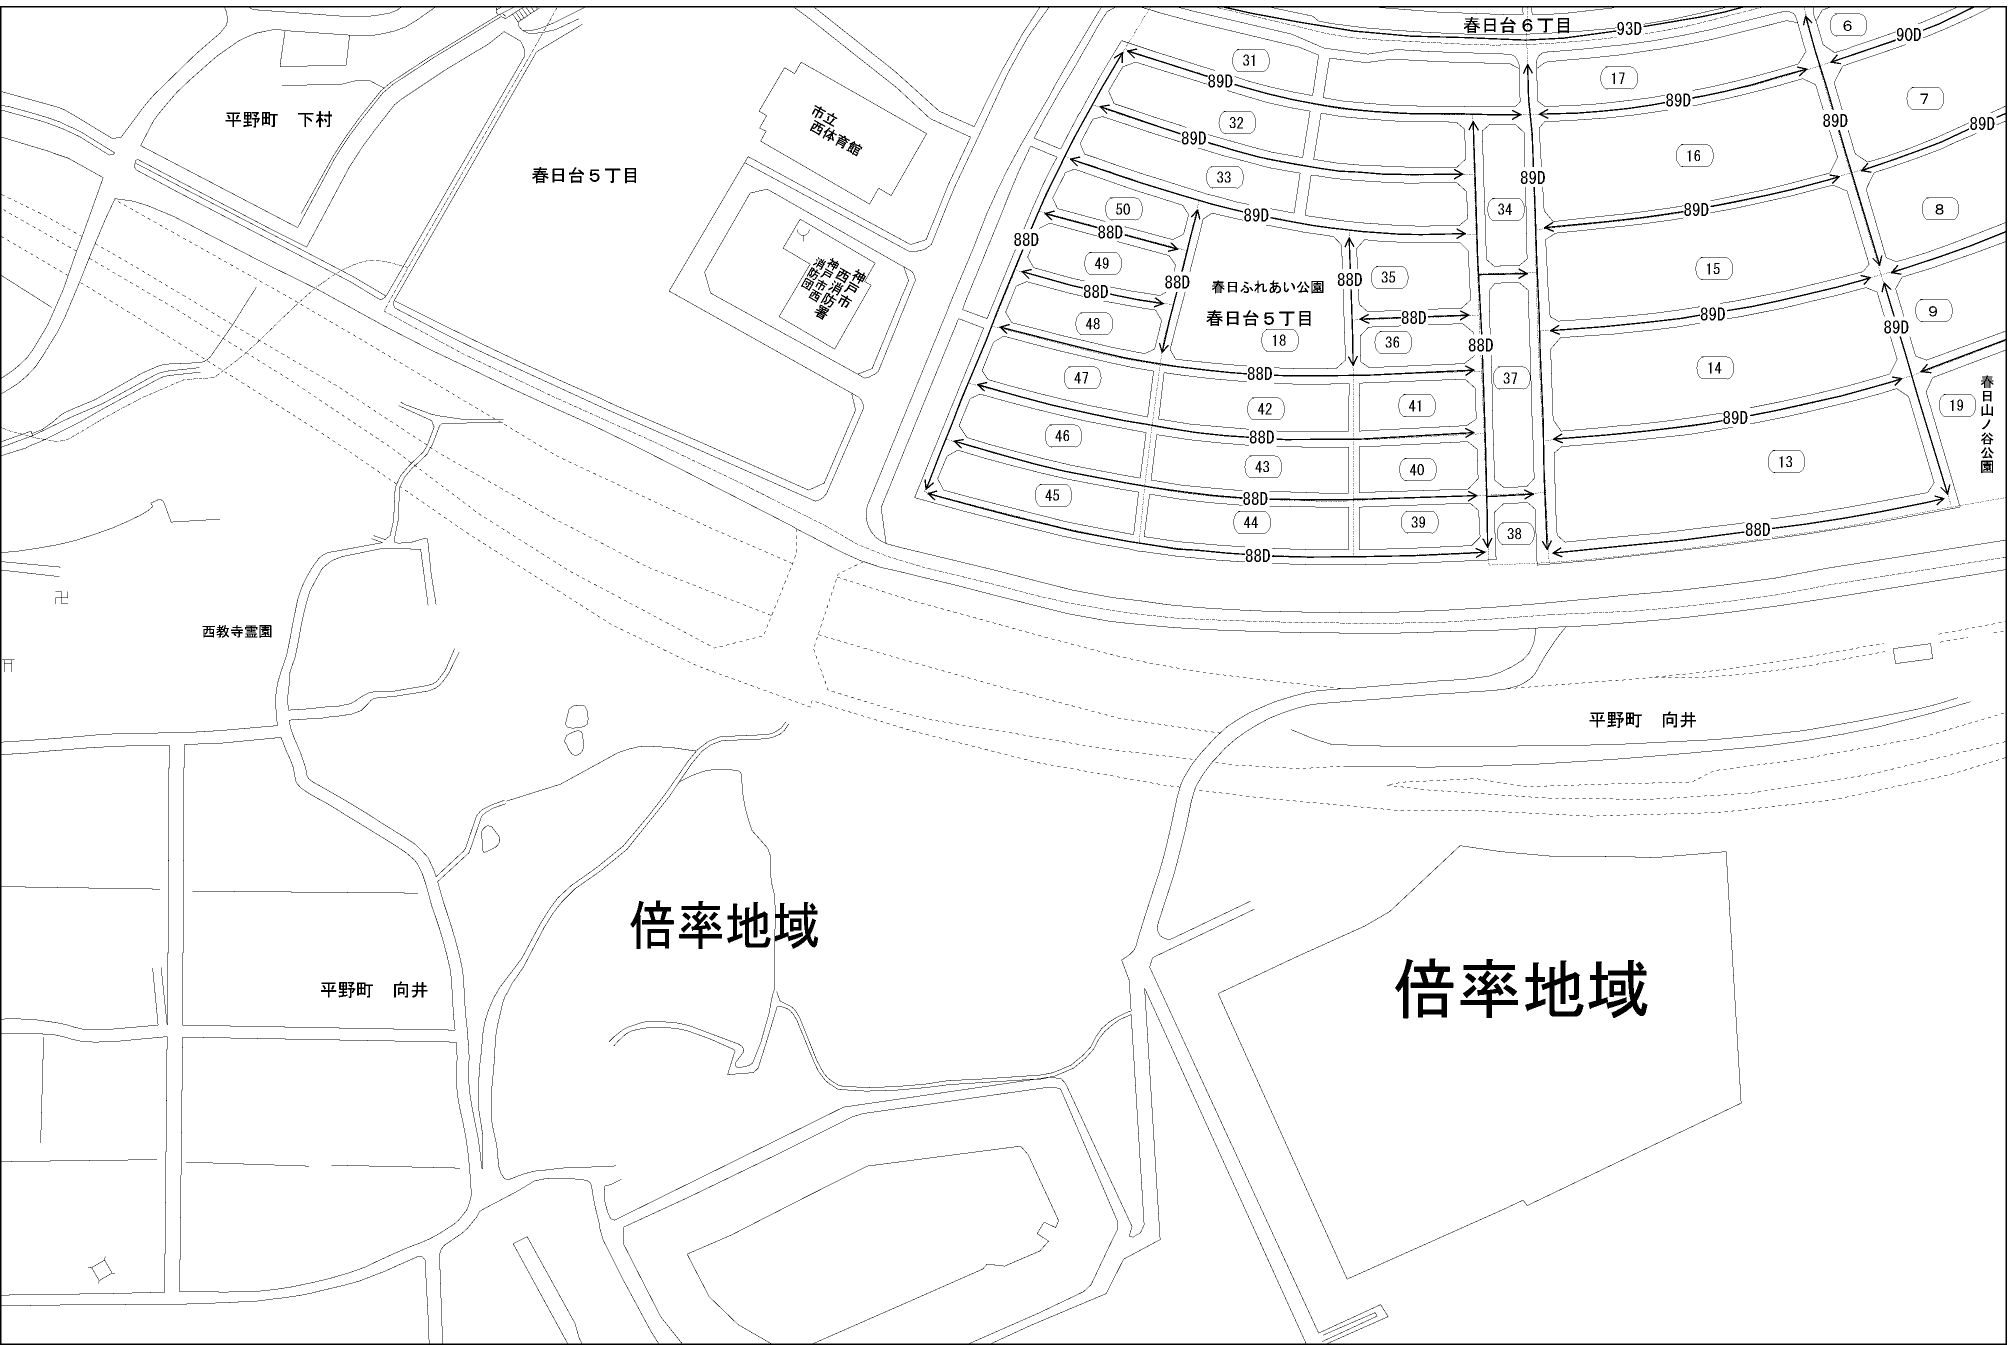 春日台６丁目
93D
6
90D
31
17
89D
89D
7
平野町　下村
市立
西体育館
32
89D
89D
89D
16
春日台５丁目
33
89D
50
89D
34
89D
8
88D
88D
神戸市
西消防署
神戸市西
消防団
49
88D
88D
春日ふれあい公園
88D
35
15
春日台５丁目
88D
89D
9
48
18
36
88D
89D
47
88D
37
14
42
41
19
春日山ノ谷公園
46
88D
89D
43
40
13
45
88D
44
39
38
88D
88D
西教寺霊園
平野町　向井
倍率地域
平野町　向井
倍率地域